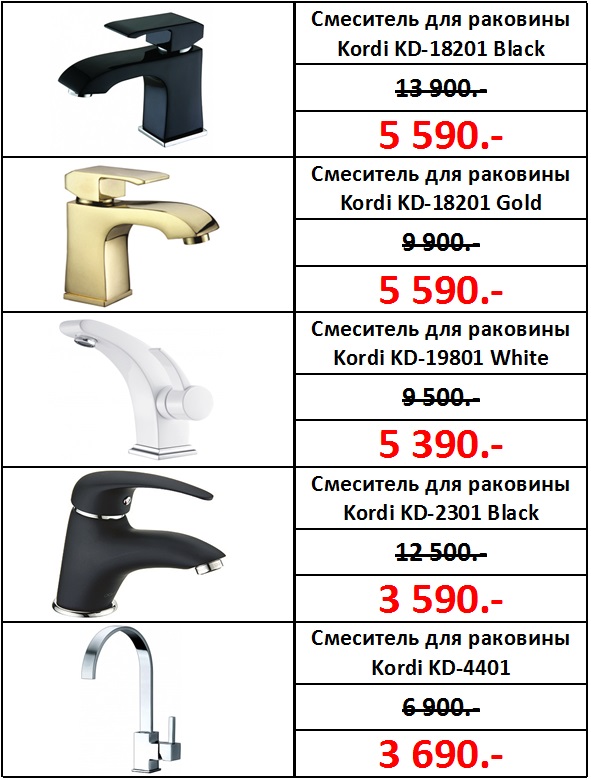 Смеситель для раковины
Kordi KD-18201 Black
13 900.-
5 590.-
Смеситель для раковины
Kordi KD-18201 Gold
9 900.-
5 590.-
Смеситель для раковины
Kordi KD-19801 White
9 500.-
5 390.-
Смеситель для раковины
Kordi KD-2301 Black
12 500.-
3 590.-
Смеситель для раковины
Kordi KD-4401
6 900.-
3 690.-